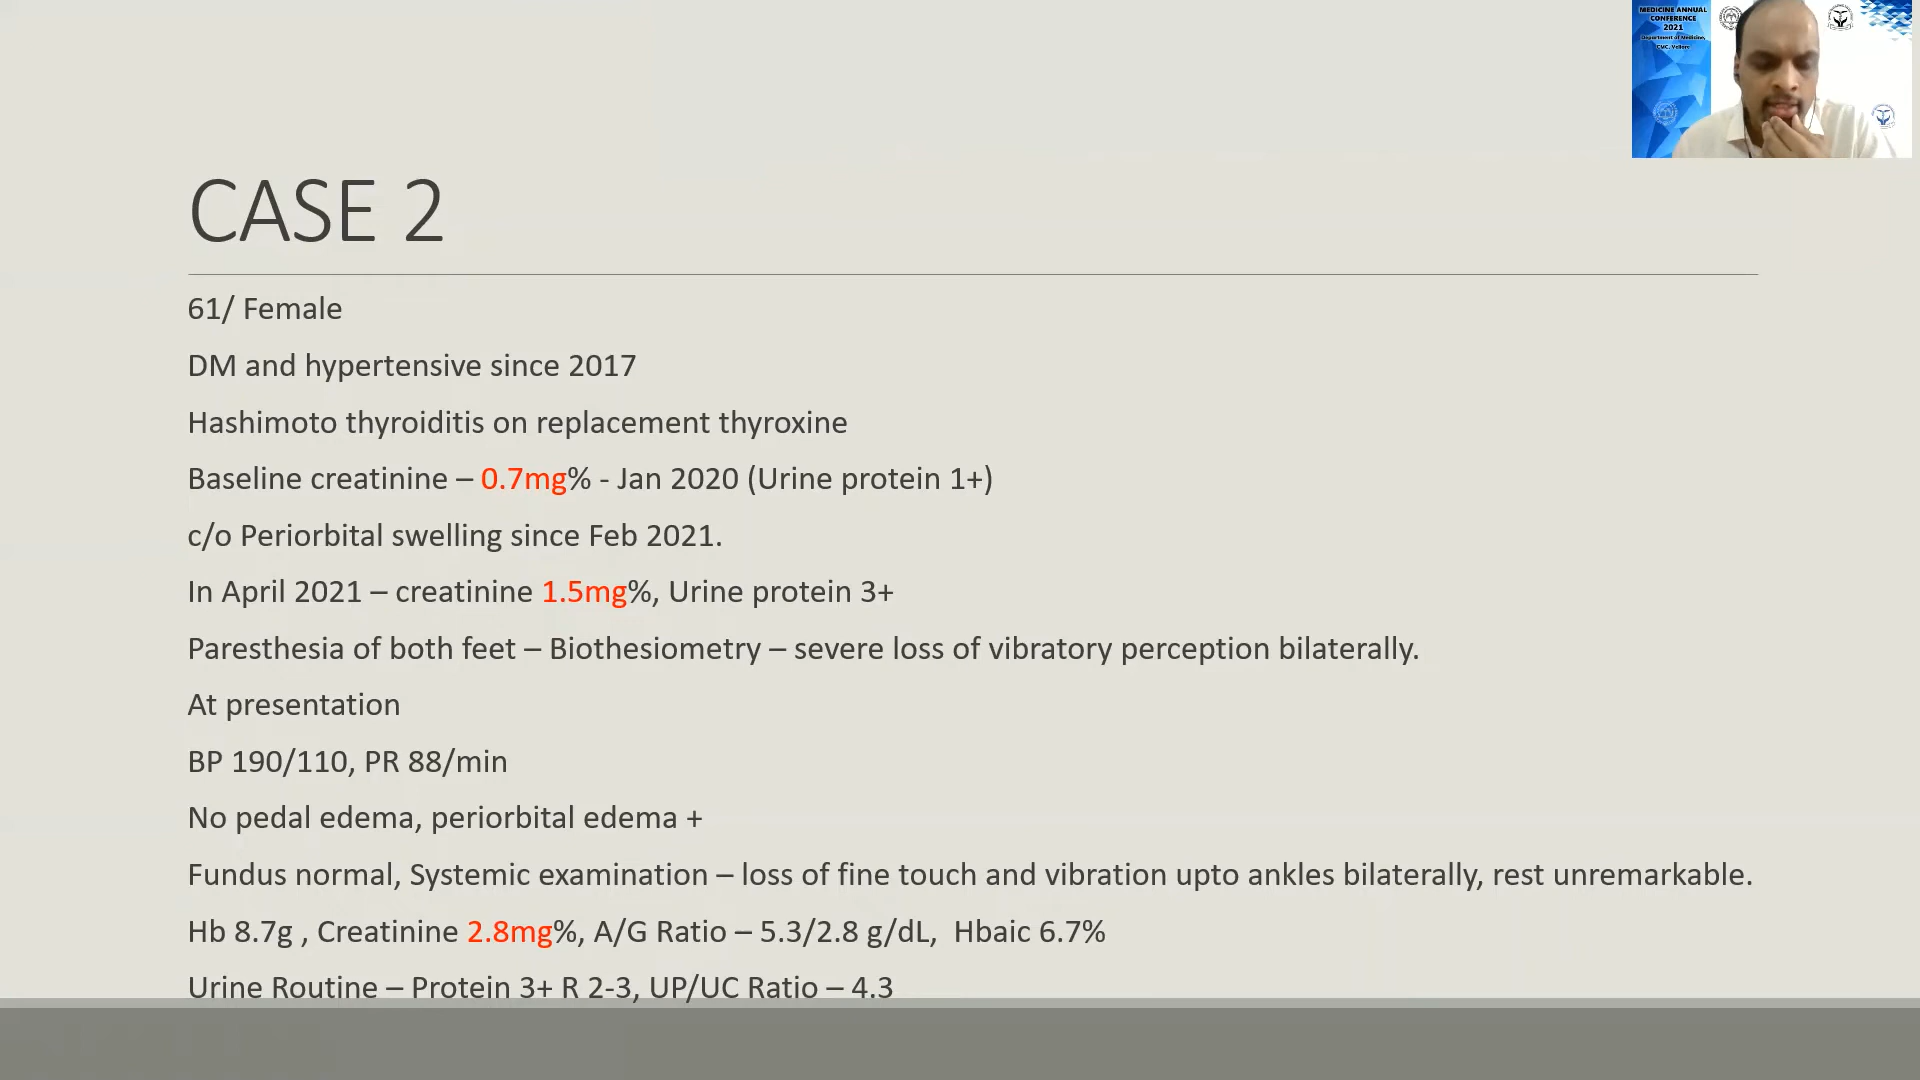 MEDICINE ANNUAL
CONFERENCE
2021
Department of Medicine,
CMC, Vellore
CASE 2
61/ Female
DM and hypertensive since 2017
Hashimoto thyroiditis on replacement thyroxine
Baseline creatinine – 0.7mg% - Jan 2020 (Urine protein 1+)
c/o Periorbital swelling since Feb 2021.
In April 2021 – creatinine 1.5mg%, Urine protein 3+
Paresthesia of both feet – Biothesiometry – severe loss of vibratory perception bilaterally.
At presentation
BP 190/110, PR 88/min
No pedal edema, periorbital edema +
Fundus normal, Systemic examination – loss of fine touch and vibration upto ankles bilaterally, rest unremarkable.
Hb 8.7g , Creatinine 2.8mg%, A/G Ratio – 5.3/2.8 g/dL,  Hbaic 6.7%
Urine Routine – Protein 3+ R 2-3, UP/UC Ratio – 4.3